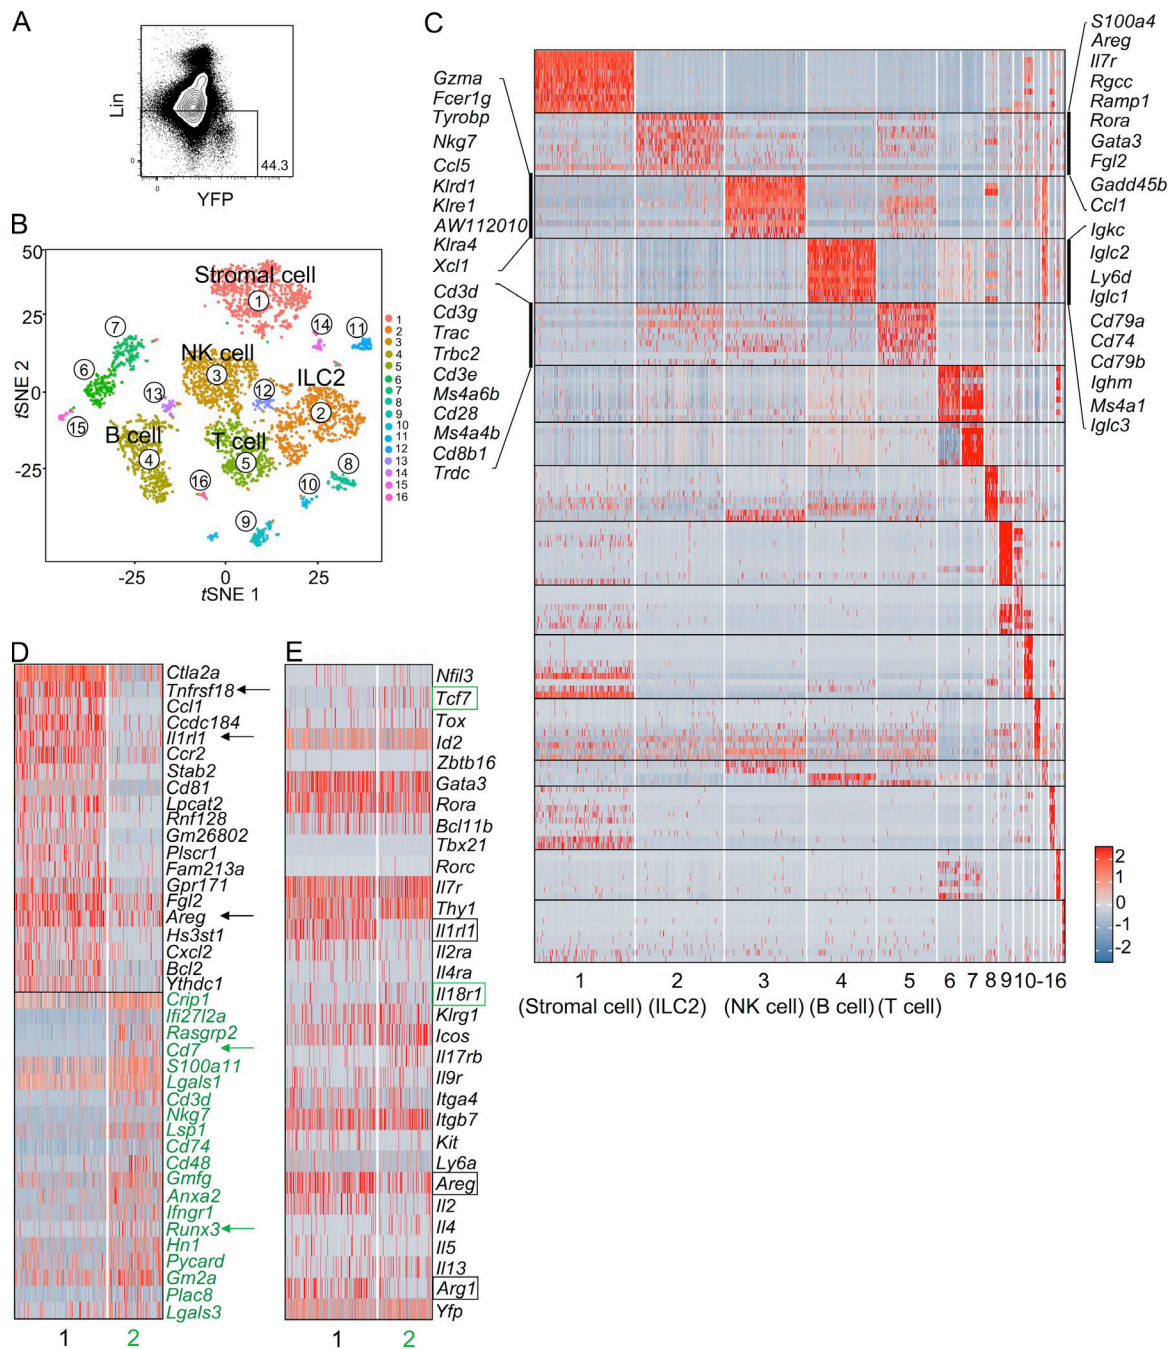 A
Lin
0
0
YFP
44.3
B
tSNE 2
50
25
0
-25
-25
0
25
tSNE 1
Stromal cell
1
NK cell
3
ILC2
2
B cell
4
T cell
5
6
7
8
9
10
11
12
13
14
15
16
1
2
3
4
5
6
7
8
9
10
11
12
13
14
15
16
C
Gzma
Fcer1g
Tyrobp
Nkg7
Ccl5
Klrd1
Klre1
AW112010
Klra4
Xcl1
Cd3d
Cd3g
Trac
Trbc2
Cd3e
Ms4a6b
Cd28
Ms4a4b
Cd8b1
Trdc
S100a4
Areg
Il7r
Rgcc
Ramp1
Rora
Gata3
Fgl2
Gadd45b
Ccl1
Igkc
Iglc2
Ly6d
Iglc1
Cd79a
Cd74
Cd79b
Ighm
Ms4a1
Iglc3
2
1
0
-1
-2
1 2 3 4 5 6 7 8 9 10 - 16
(Stromal cell) (ILC2) (NK cell) (B cell) (T cell)
D
Ctla2a
Tnfrsf18
Ccl1
Ccdc184
Il1rl1
Ccr2
Stab2
Cd81
Lpcat2
Rnf128
Gm26802
Plscr1
Fam213a
Gpr171
Fgl2
Areg
Hs3st1
Cxcl2
Bcl2
Ythdc1
Crip1
Ifi27l2a
Rasgrp2
Cd7
S100a11
Lgals1
Cd3d
Nkg7
Lsp1
Cd74
Cd48
Gmfg
Anxa2
Ifngr1
Runx3
Hn1
Pycard
Gm2a
Plac8
Lgals3
1 2
E
Nfil3
Tcf7
Tox
Id2
Zbtb16
Gata3
Rora
Bcl11b
Tbx21
Rorc
Il7r
Thy1
Il1rl1
Il2ra
Il4ra
Il18r1
Klrg1
Icos
Il17rb
Il9r
Itga4
Itgb7
Kit
Ly6a
Areg
Il2
Il4
Il5
Il13
Arg1
Yfp
1 2